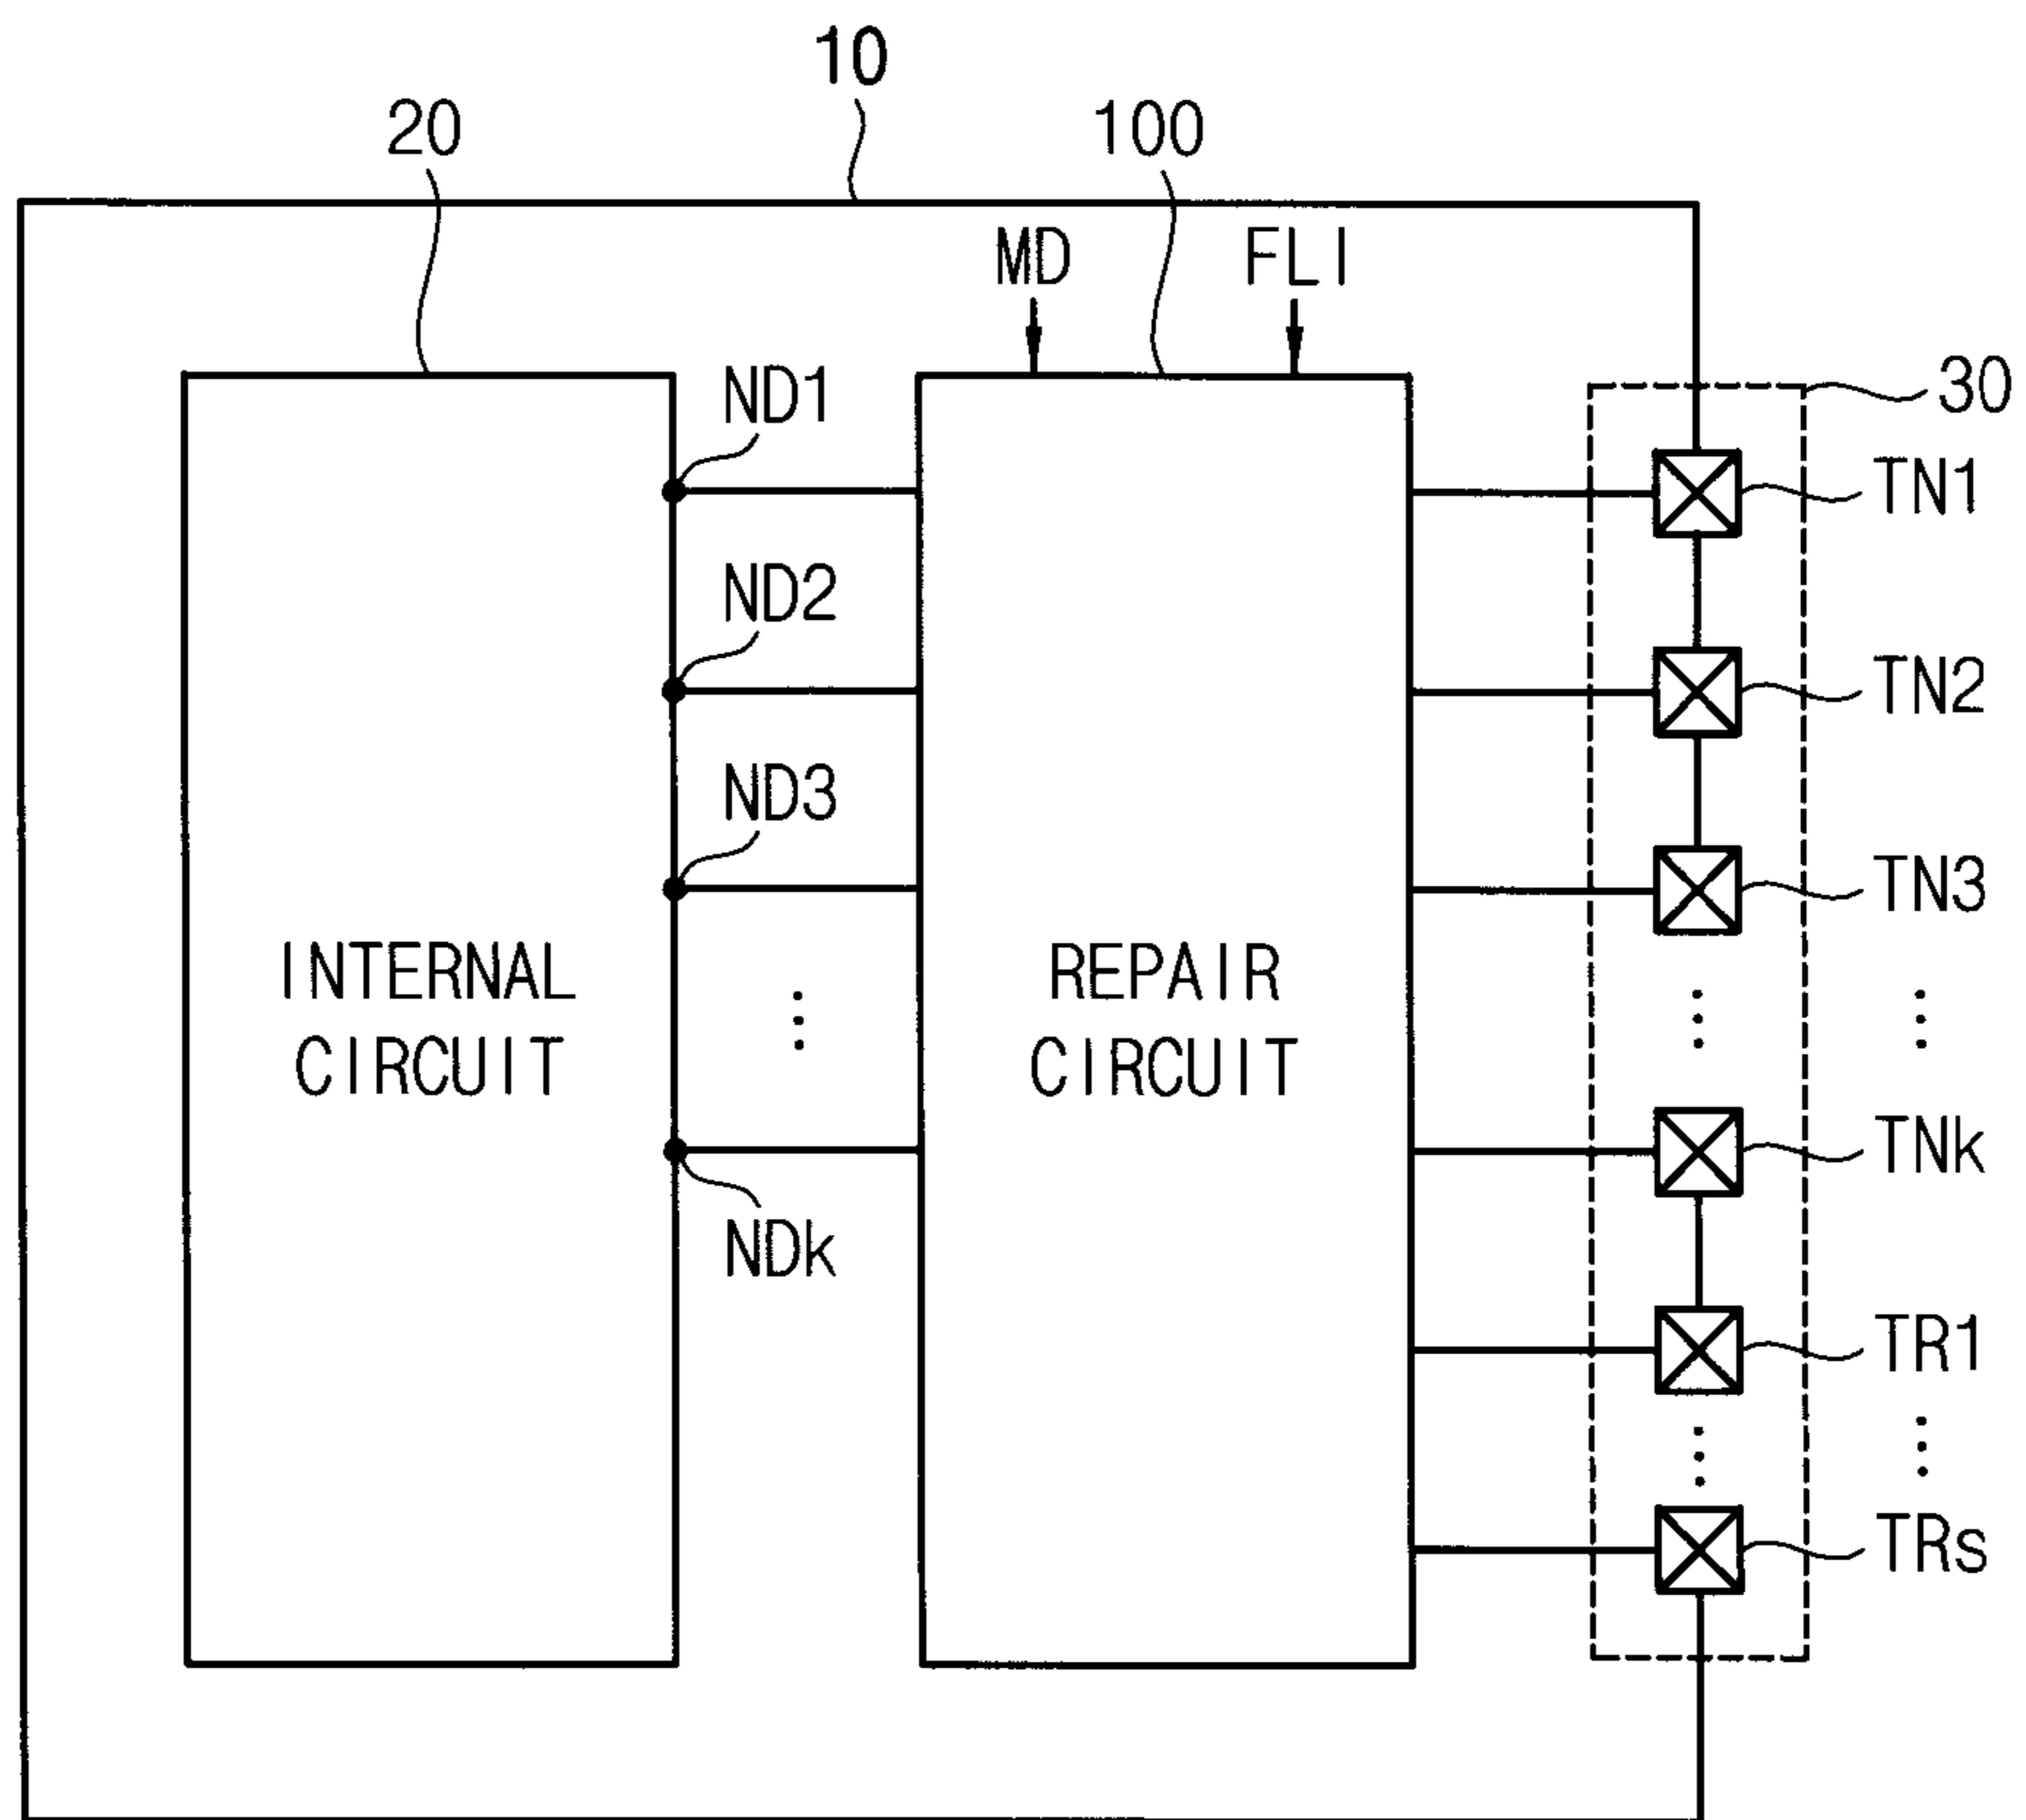 10
20
100
MD
FLI
30
ND1
TN1
ND2
TN2
ND3
TN3
INTERNAL
CIRCUIT
REPAIR
CIRCUIT
TNk
NDk
TR1
TRs